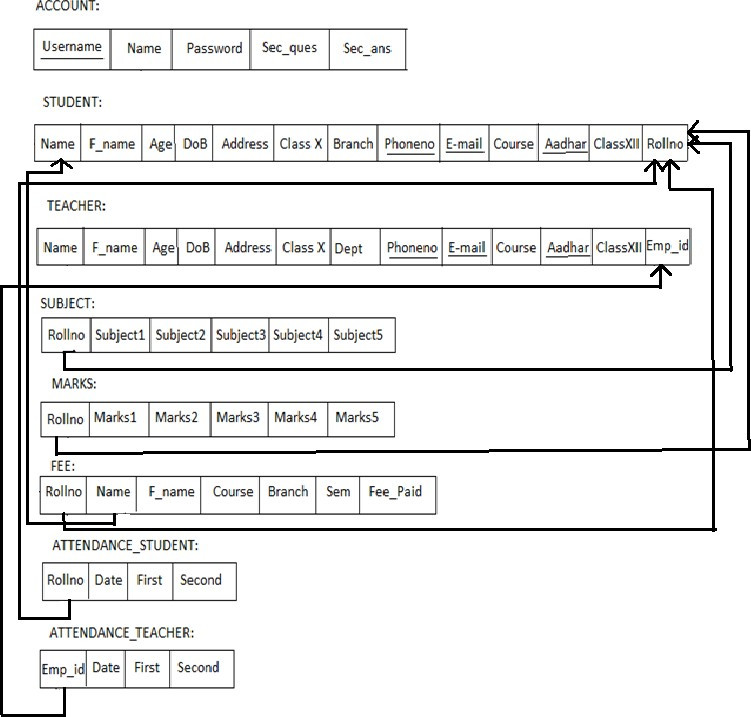 ACCOUNT:
Username Name Password Sec_ques Sec_ans
STUDENT:
Name F_name Age DoB Address Class X Branch Phoneno E-mail Course Aadhar ClassXII Rollno
TEACHER:
Name F_name Age DoB Address Class X Dept Phoneno E-mail Course Aadhar ClassXII Emp_id
SUBJECT:
Rollno Subject1 Subject2 Subject3 Subject4 Subject5
MARKS:
Rollno Marks1 Marks2 Marks3 Marks4 Marks5
FEE:
Rollno Name F_name Course Branch Sem Fee_Paid
ATTENDANCE_STUDENT:
Rollno Date First Second
ATTENDANCE_TEACHER:
Emp_id Date First Second